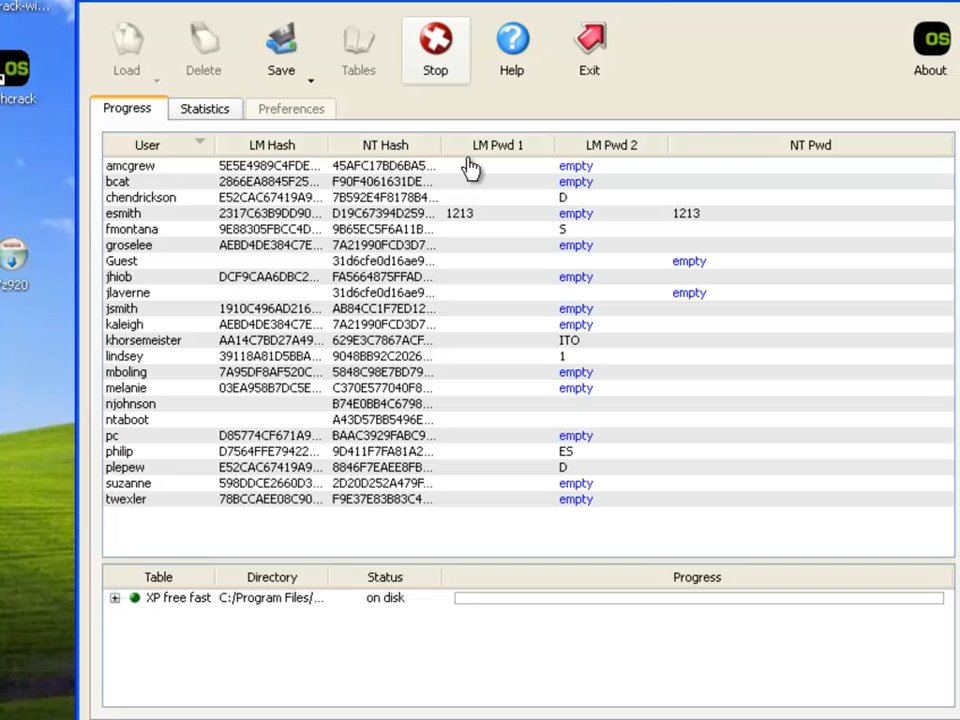 rack-wi...
OS
hcrack
z920
Load Delete Save Tables Stop Help Exit OS About
Progress Statistics Preferences
User LM Hash NT Hash LM Pwd 1 LM Pwd 2 NT Pwd
amcgrew 5E5E4989C4FDE... 45AFC17BD6BA5... empty
bcat 2866EA8845F25... F90F4061631DE... empty
chendrickson E52CAC67419A9... 7B592E4F8178B4... D
esmith 2317C63B9DD90... D19C67394D259... 1213 empty 1213
fmontana 9E88305FBCC4D... 9B65EC5F6A11B... S
groselee AEBD4DE384C7E... 7A21990FCD3D7... empty
Guest 31d6cfe0d16ae9... empty
jhiob DCF9CAA6DBC2... FA5664875FFAD... empty
jlaverne 31d6cfe0d16ae9... empty
jsmith 1910C496AD216... AB84CC1F7ED12... empty
kaleigh AEBD4DE384C7E... 7A21990FCD3D7... empty
khorsemeister AA14C7BD27A49... 629E3C7867ACF... ITO
lindsey 39118A81D5BBA... 9048BB92C2026... 1
mboling 7A95DF8AF520C... 5848C98E7BD79... empty
melanie 03EA958B7DC5E... C370E577040F8... empty
njohnson B74E0BB4C6798...
ntaboot A43D57BB5496E...
pc D85774CF671A9... BAAC3929FABC9... empty
philip D7564FFE79422... 9D411F7FA81A2... ES
plepew E52CAC67419A9... 8846F7EAEE8FB... D
suzanne 598DDCE2660D3... 2D20D252A479F... empty
twexler 78BCCAEE08C90... F9E37E83B83C4... empty
Table Directory Status Progress
XP free fast C:/Program Files/... on disk